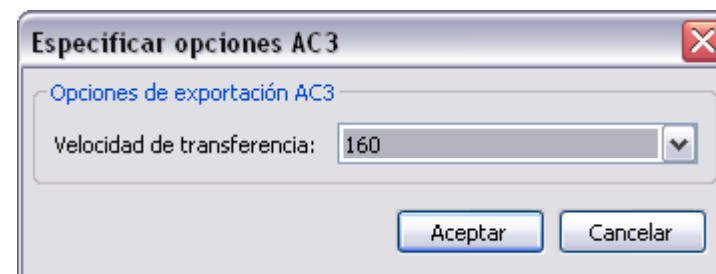 Especificar opciones AC3
Opciones de exportación AC3
Velocidad de transferencia: 160
Aceptar Cancelar